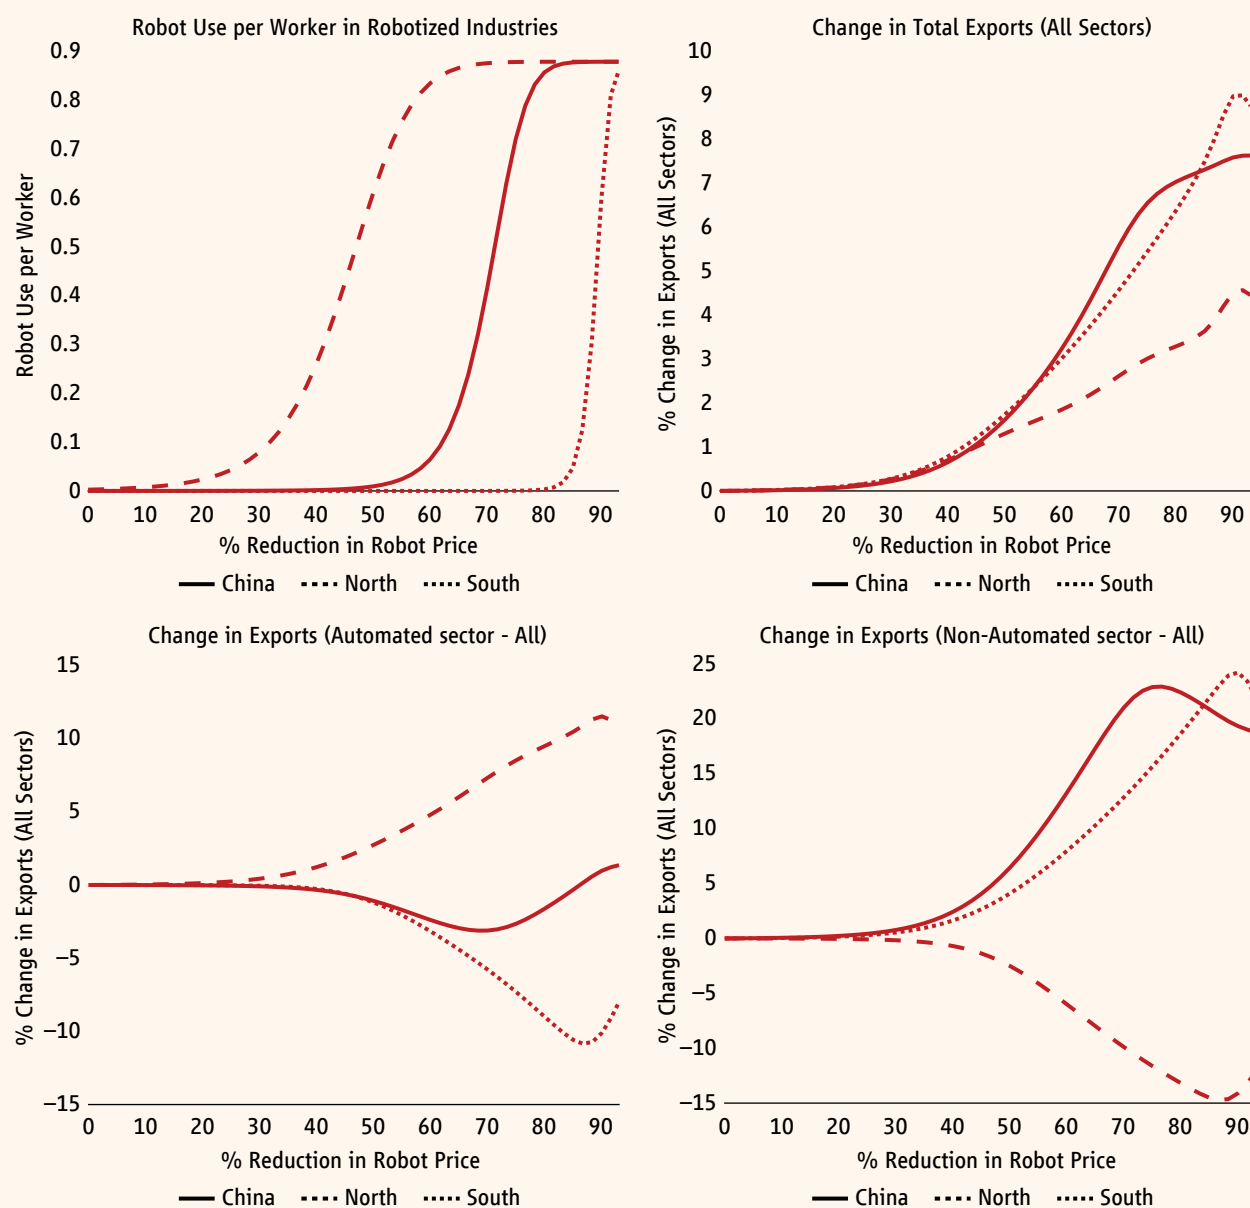 Robot Use per Worker in Robotized Industries
0.9
0.8
0.7
0.6
0.5
0.4
0.3
0.2
0.1
0
Robot Use per Worker
0 10 20 30 40 50 60 70 80 90
% Reduction in Robot Price
China North South
Change in Total Exports (All Sectors)
10
9
8
7
6
5
4
3
2
1
0
% Change in Exports (All Sectors)
0 10 20 30 40 50 60 70 80 90
% Reduction in Robot Price
China North South
Change in Exports (Automated sector - All)
15
10
5
0
−5
−10
−15
% Change in Exports (All Sectors)
0 10 20 30 40 50 60 70 80 90
% Reduction in Robot Price
China North South
Change in Exports (Non-Automated sector - All)
25
20
15
10
5
0
−5
−10
−15
% Change in Exports (All Sectors)
0 10 20 30 40 50 60 70 80 90
% Reduction in Robot Price
China North South